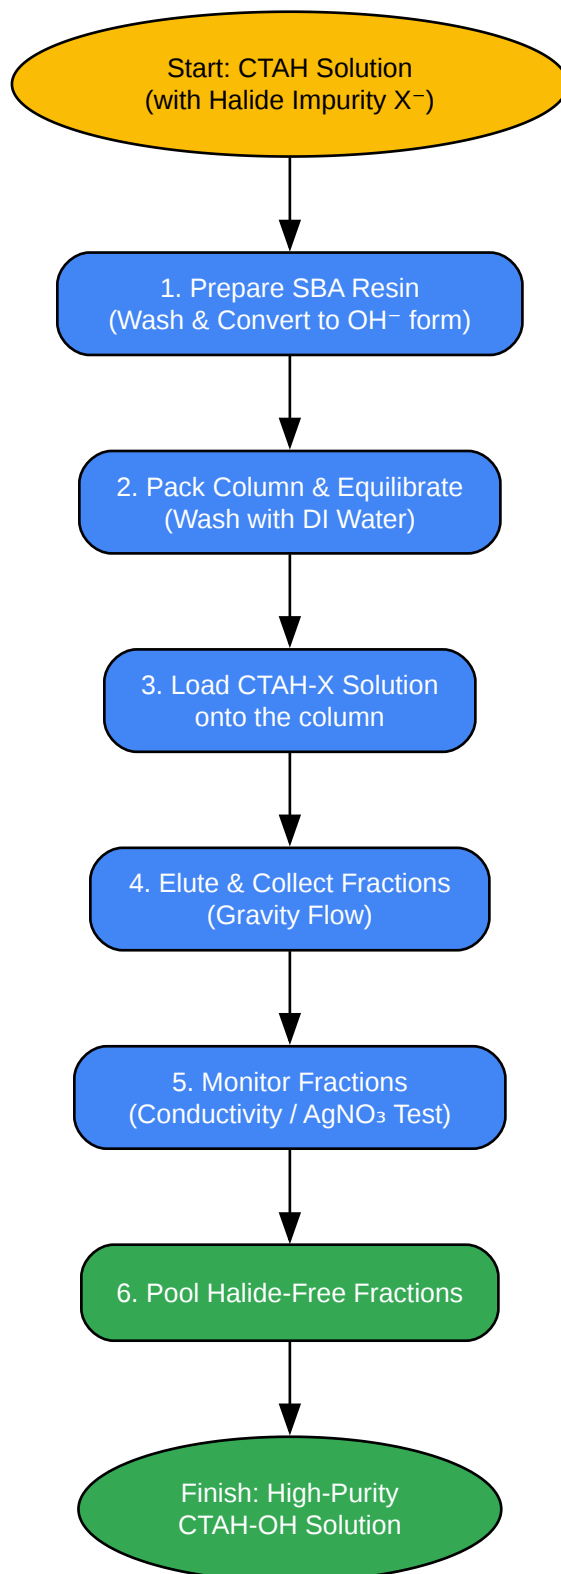 Start: CTAH Solution
(with Halide Impurity X⁻)
1. Prepare SBA Resin
(Wash & Convert to OH⁻ form)
2. Pack Column & Equilibrate
(Wash with DI Water)
3. Load CTAH-X Solution
onto the column
4. Elute & Collect Fractions
(Gravity Flow)
5. Monitor Fractions
(Conductivity / AgNO₃ Test)
6. Pool Halide-Free Fractions
Finish: High-Purity
CTAH-OH Solution